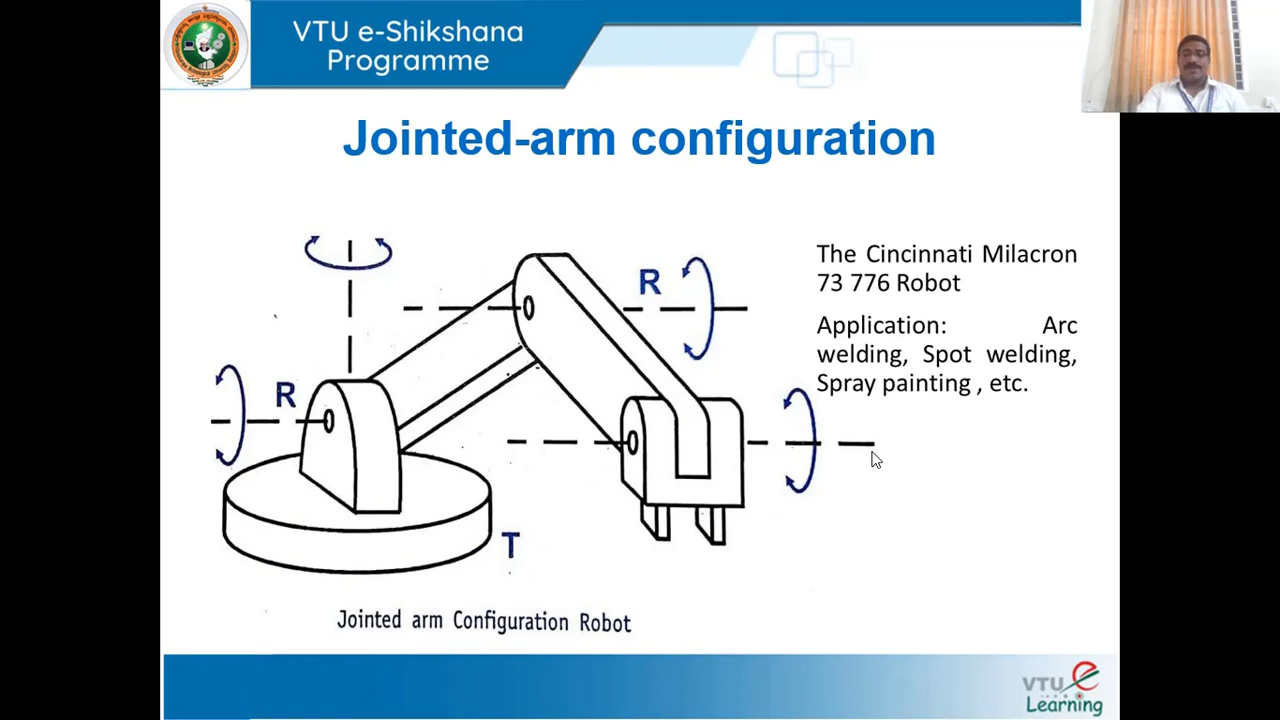 VTU e-Shikshana
Programme
Jointed-arm configuration
The Cincinnati Milacron
73 776 Robot
Application: Arc
welding, Spot welding,
Spray painting , etc.
R
R
T
Jointed arm Configuration Robot
VTU e
Learning